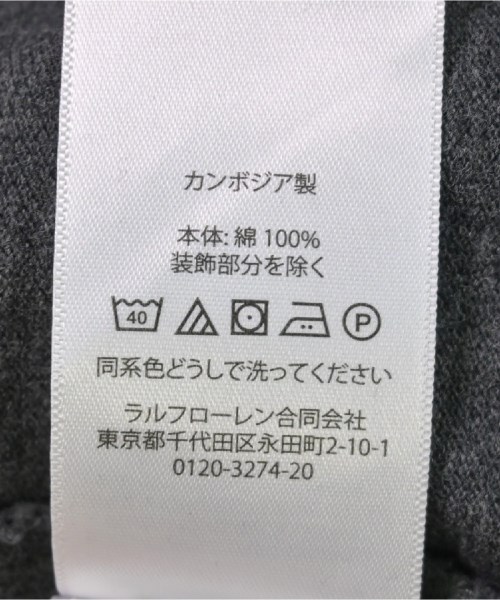 カンボジア製
本体: 綿 100%
装飾部分を除く
40 P
同系色どうしで洗ってください
ラルフローレン合同会社
東京都千代田区永田町2-10-1
0120-3274-20